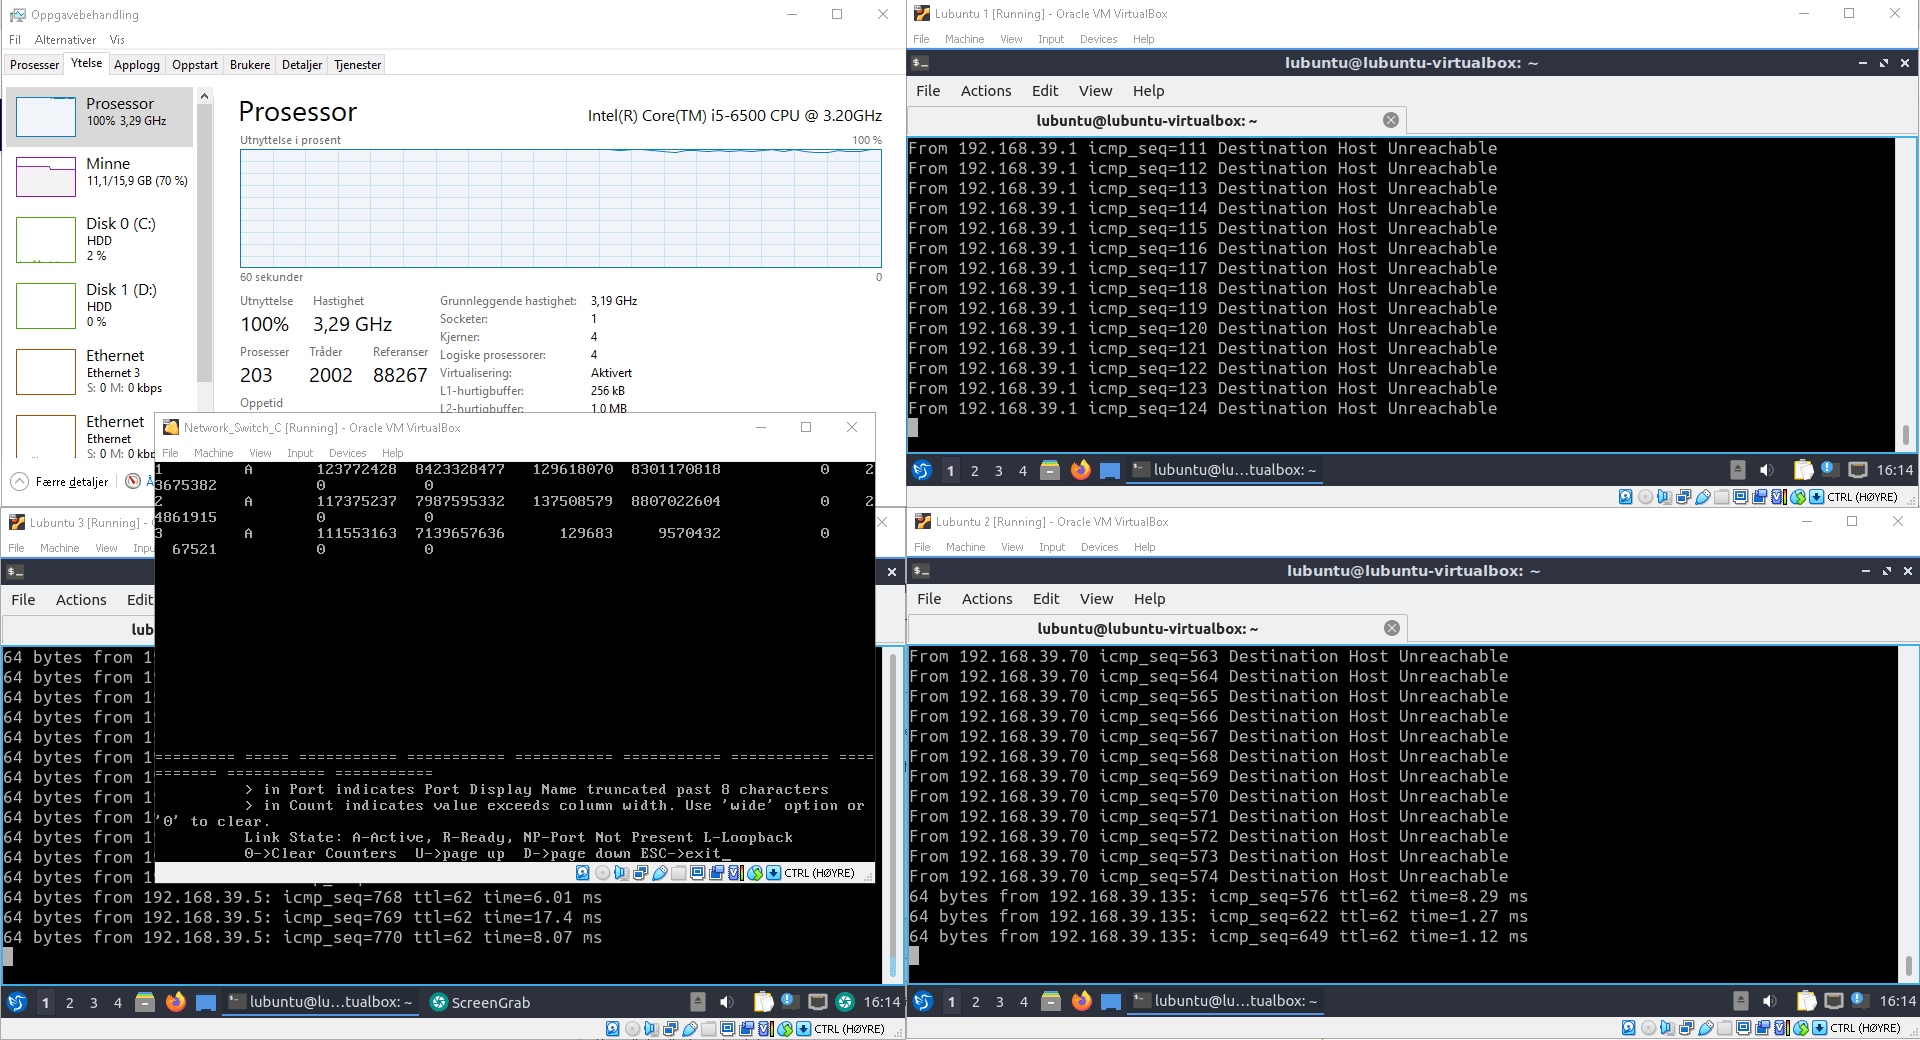 Oppgavebehandling
Fil Alternativer Vis
Prosesser Ytelse Applogg Oppstart Brukere Detaljer Tjenester
Prosessor
100% 3,29 GHz
Minne
11,1/15,9 GB (70 %)
Disk 0 (C:)
HDD
2 %
Disk 1 (D:)
HDD
0 %
Ethernet
Ethernet 3
S: 0 M: 0 kbps
Ethernet
Ethernet
S: 0 M: 0 kbps
Prosessor
Intel(R) Core(TM) i5-6500 CPU @ 3.20GHz
Utnyttelse i prosent 100 %
60 sekunder 0
Utnyttelse Hastighet
100% 3,29 GHz
Prosesser Tråder Referanser
203 2002 88267
Oppetid
Grunnleggende hastighet: 3,19 GHz
Socketer: 1
Kjerner: 4
Logiske prosessorer: 4
Virtualisering: Aktivert
L1-hurtigbuffer: 256 kB
L2-hurtigbuffer: 1,0 MB
Færre detaljer
Lubuntu 1 [Running] - Oracle VM VirtualBox
File Machine View Input Devices Help
lubuntu@lubuntu-virtualbox: ~
File Actions Edit View Help
lubuntu@lubuntu-virtualbox: ~
From 192.168.39.1 icmp_seq=111 Destination Host Unreachable
From 192.168.39.1 icmp_seq=112 Destination Host Unreachable
From 192.168.39.1 icmp_seq=113 Destination Host Unreachable
From 192.168.39.1 icmp_seq=114 Destination Host Unreachable
From 192.168.39.1 icmp_seq=115 Destination Host Unreachable
From 192.168.39.1 icmp_seq=116 Destination Host Unreachable
From 192.168.39.1 icmp_seq=117 Destination Host Unreachable
From 192.168.39.1 icmp_seq=118 Destination Host Unreachable
From 192.168.39.1 icmp_seq=119 Destination Host Unreachable
From 192.168.39.1 icmp_seq=120 Destination Host Unreachable
From 192.168.39.1 icmp_seq=121 Destination Host Unreachable
From 192.168.39.1 icmp_seq=122 Destination Host Unreachable
From 192.168.39.1 icmp_seq=123 Destination Host Unreachable
From 192.168.39.1 icmp_seq=124 Destination Host Unreachable
1 2 3 4 lubuntu@lu...tualbox: ~ 16:14
CTRL (HØYRE)
Network_Switch_C [Running] - Oracle VM VirtualBox
File Machine View Input Devices Help
1 A 123772428 8423328477 129618070 8301170818 0 2
3675382 0 0
2 A 117375237 7987595332 137508579 8807022604 0 2
4861915 0 0
3 A 111553163 7139657636 129683 9570432 0
67521 0 0
========= ===== =========== =========== =========== =========== =========== ====
======= =========== ===========
> in Port indicates Port Display Name truncated past 8 characters
> in Count indicates value exceeds column width. Use 'wide' option or
'0' to clear.
Link State: A-Active, R-Ready, NP-Port Not Present L-Loopback
0->Clear Counters U->page up D->page down ESC->exit_
CTRL (HØYRE)
Lubuntu 3 [Running] -
File Machine View Inpu
File Actions Edit
lub
64 bytes from 1
64 bytes from 1
64 bytes from 1
64 bytes from 1
64 bytes from 1
64 bytes from 1
64 bytes from 1
64 bytes from 1
64 bytes from 1
64 bytes from 1
64 bytes from 1
64 bytes from 1
64 bytes from 192.168.39.5: icmp_seq=768 ttl=62 time=6.01 ms
64 bytes from 192.168.39.5: icmp_seq=769 ttl=62 time=17.4 ms
64 bytes from 192.168.39.5: icmp_seq=770 ttl=62 time=8.07 ms
1 2 3 4 lubuntu@lu...tualbox: ~ ScreenGrab 16:14
CTRL (HØYRE)
Lubuntu 2 [Running] - Oracle VM VirtualBox
File Machine View Input Devices Help
lubuntu@lubuntu-virtualbox: ~
File Actions Edit View Help
lubuntu@lubuntu-virtualbox: ~
From 192.168.39.70 icmp_seq=563 Destination Host Unreachable
From 192.168.39.70 icmp_seq=564 Destination Host Unreachable
From 192.168.39.70 icmp_seq=565 Destination Host Unreachable
From 192.168.39.70 icmp_seq=566 Destination Host Unreachable
From 192.168.39.70 icmp_seq=567 Destination Host Unreachable
From 192.168.39.70 icmp_seq=568 Destination Host Unreachable
From 192.168.39.70 icmp_seq=569 Destination Host Unreachable
From 192.168.39.70 icmp_seq=570 Destination Host Unreachable
From 192.168.39.70 icmp_seq=571 Destination Host Unreachable
From 192.168.39.70 icmp_seq=572 Destination Host Unreachable
From 192.168.39.70 icmp_seq=573 Destination Host Unreachable
From 192.168.39.70 icmp_seq=574 Destination Host Unreachable
64 bytes from 192.168.39.135: icmp_seq=576 ttl=62 time=8.29 ms
64 bytes from 192.168.39.135: icmp_seq=622 ttl=62 time=1.27 ms
64 bytes from 192.168.39.135: icmp_seq=649 ttl=62 time=1.12 ms
1 2 3 4 lubuntu@lu...tualbox: ~ 16:14
CTRL (HØYRE)